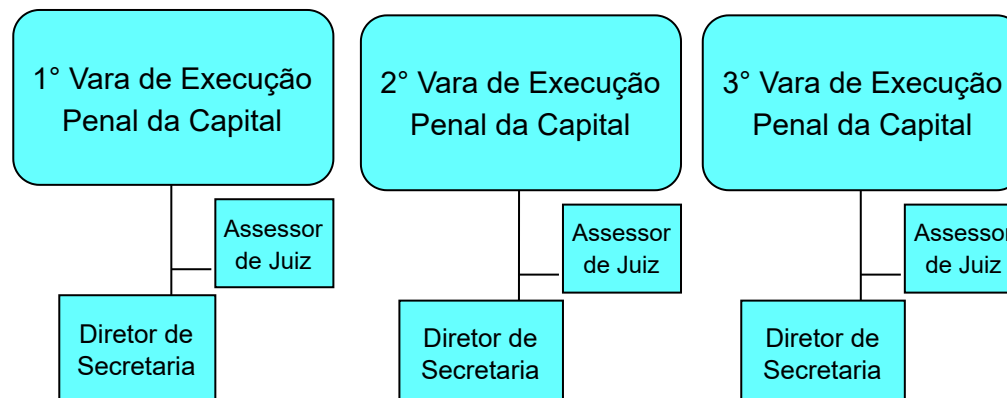 1° Vara de Execução
Penal da Capital
Assessor
de Juiz
Diretor de
Secretaria
2° Vara de Execução
Penal da Capital
Assessor
de Juiz
Diretor de
Secretaria
3° Vara de Execução
Penal da Capital
Assessor
de Juiz
Diretor de
Secretaria